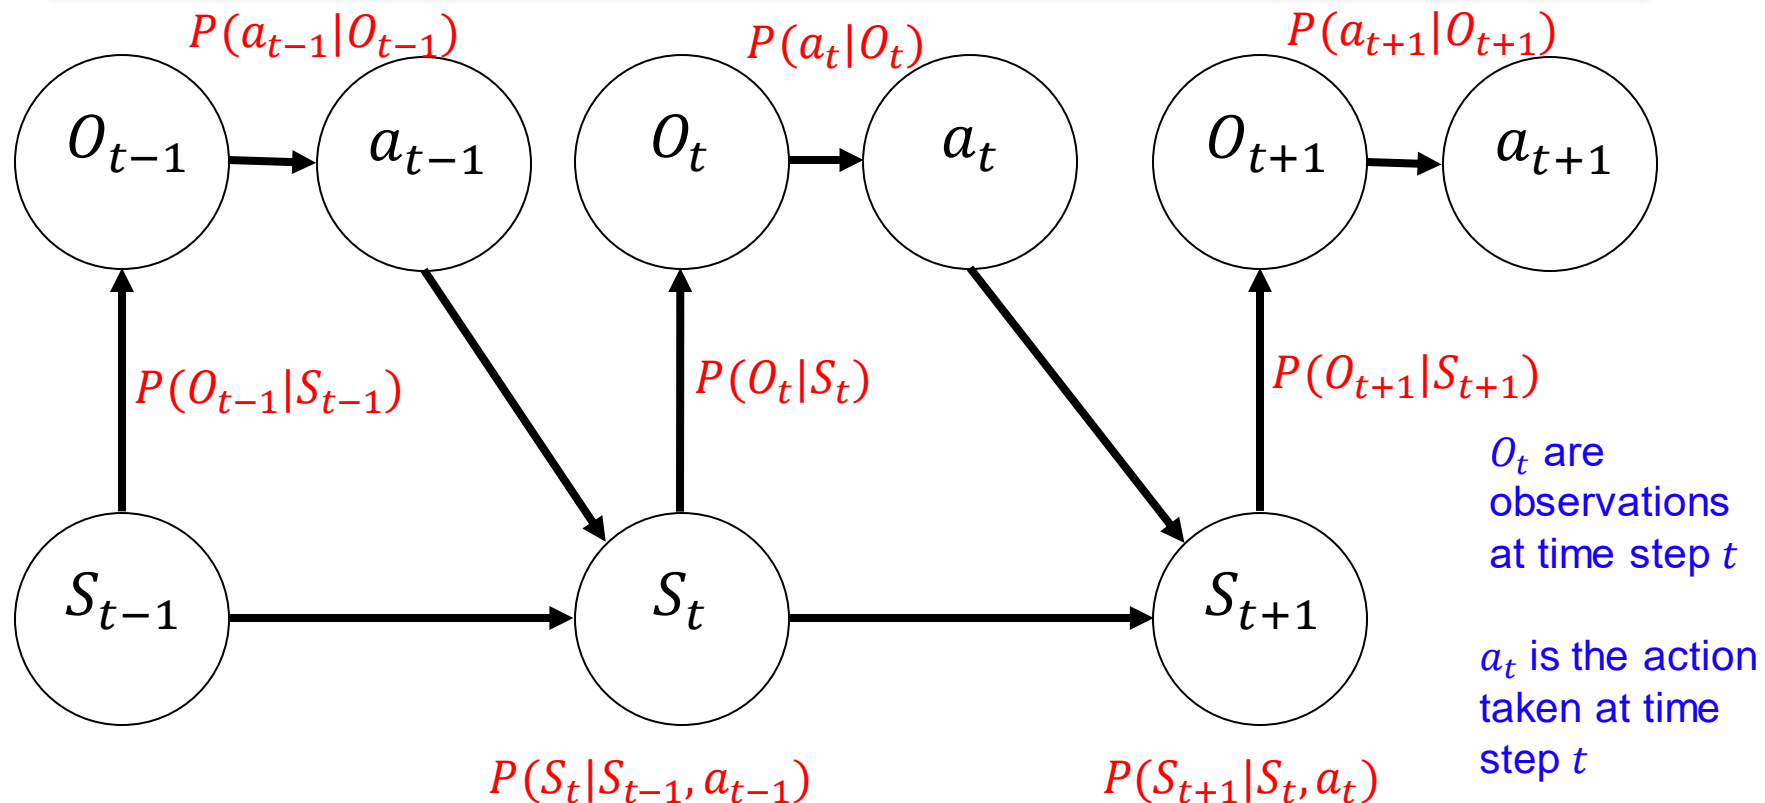 P(a_{t−1}|O_{t−1})
P(a_t|O_t)
P(a_{t+1}|O_{t+1})
O_{t−1}
a_{t−1}
O_t
a_t
O_{t+1}
a_{t+1}
P(O_{t−1}|S_{t−1})
P(O_t|S_t)
P(O_{t+1}|S_{t+1})
O_t are
observations
at time step t
S_{t−1}
S_t
S_{t+1}
a_t is the action
taken at time
step t
P(S_t|S_{t−1}, a_{t−1})
P(S_{t+1}|S_t, a_t)